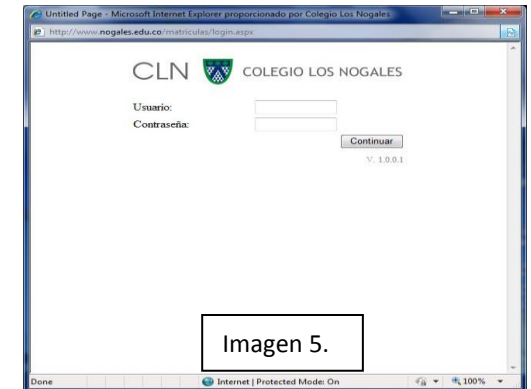 Untitled Page - Microsoft Internet Explorer proporcionado por Colegio Los Nogales
http://www.nogales.edu.co/matriculas/login.aspx
CLN COLEGIO LOS NOGALES
Usuario:
Contraseña:
Continuar
V. 1.0.0.1
Imagen 5.
Done Internet | Protected Mode: On 100%